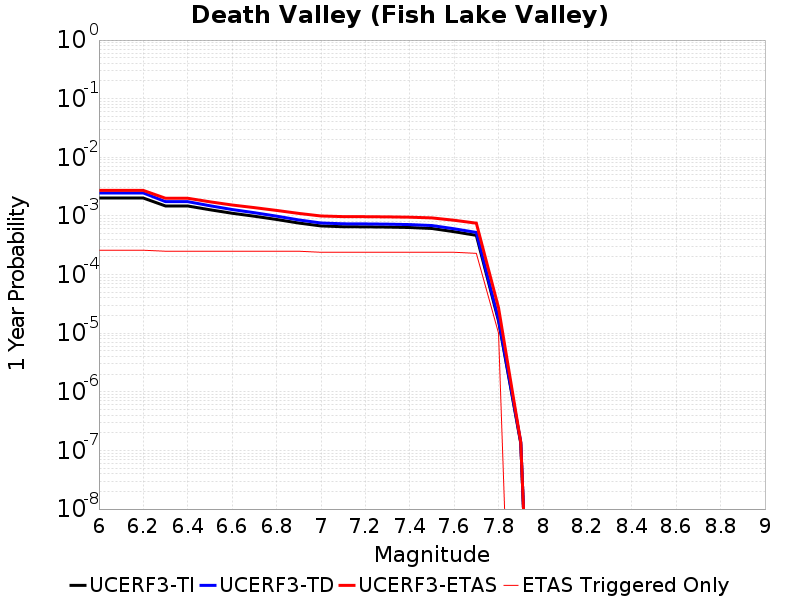 Death Valley (Fish Lake Valley)
10^0
10^-1
10^-2
10^-3
10^-4
10^-5
10^-6
10^-7
10^-8
1 Year Probability
6 6.2 6.4 6.6 6.8 7 7.2 7.4 7.6 7.8 8 8.2 8.4 8.6 8.8 9
Magnitude
UCERF3-TI UCERF3-TD UCERF3-ETAS ETAS Triggered Only